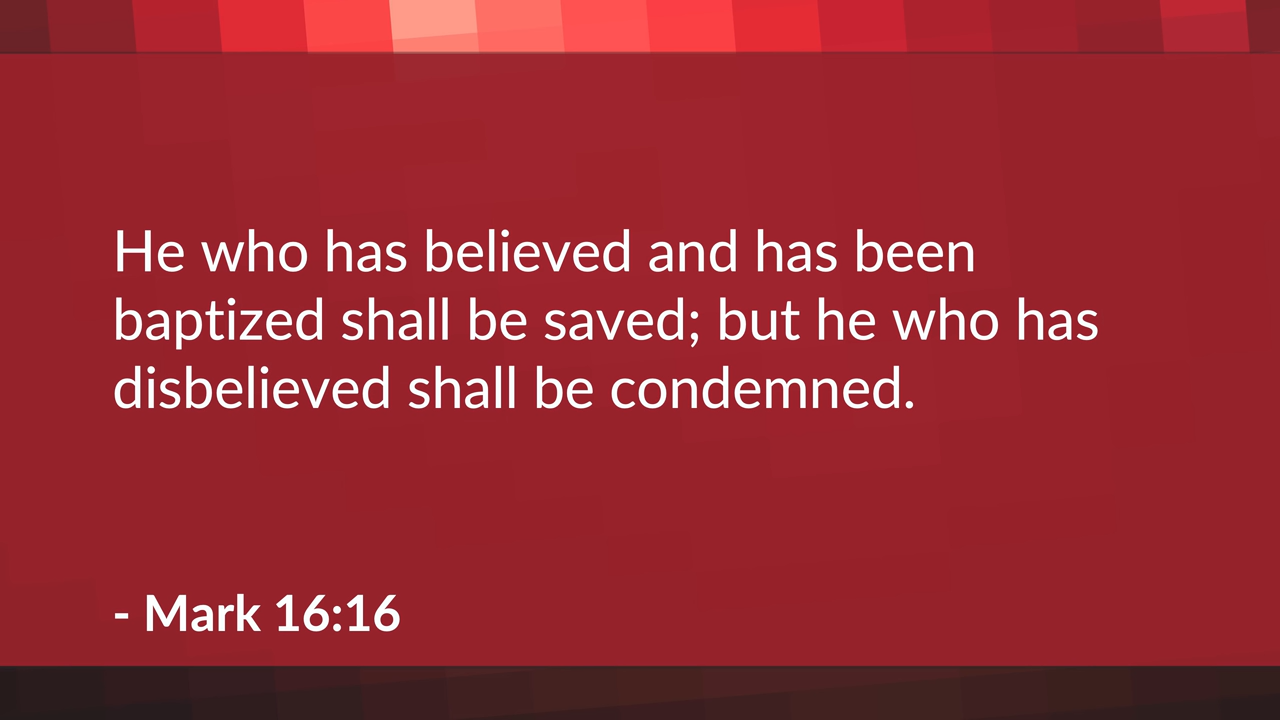 He who has believed and has been
baptized shall be saved; but he who has
disbelieved shall be condemned.
- Mark 16:16